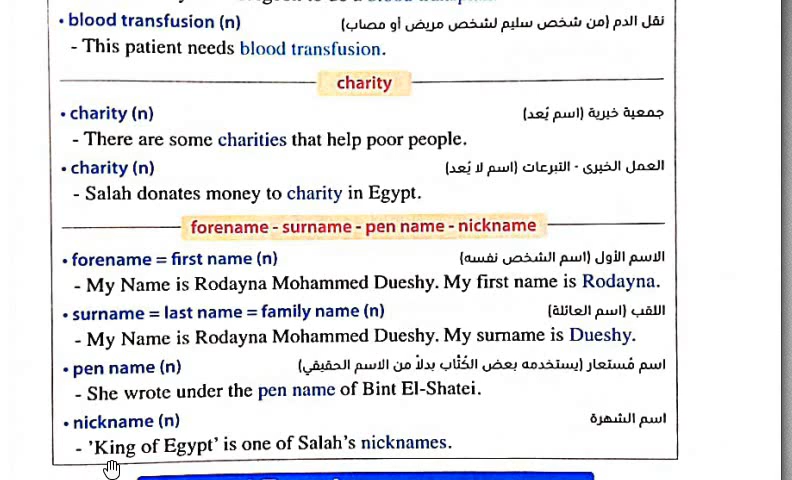 • blood transfusion (n) نقل الدم (من شخص سليم لشخص مريض أو مصاب)
- This patient needs blood transfusion.
charity
• charity (n) جمعية خيرية (اسم يُعد)
- There are some charities that help poor people.
• charity (n) العمل الخيرى - التبرعات (اسم لا يُعد)
- Salah donates money to charity in Egypt.
forename - surname - pen name - nickname
• forename = first name (n) الاسم الأول (اسم الشخص نفسه)
- My Name is Rodayna Mohammed Dueshy. My first name is Rodayna.
• surname = last name = family name (n) اللقب (اسم العائلة)
- My Name is Rodayna Mohammed Dueshy. My surname is Dueshy.
• pen name (n) اسم مُستعار (يستخدمه بعض الكُتَّاب بدلاً من الاسم الحقيقي)
- She wrote under the pen name of Bint El-Shatei.
• nickname (n) اسم الشهرة
- 'King of Egypt' is one of Salah's nicknames.